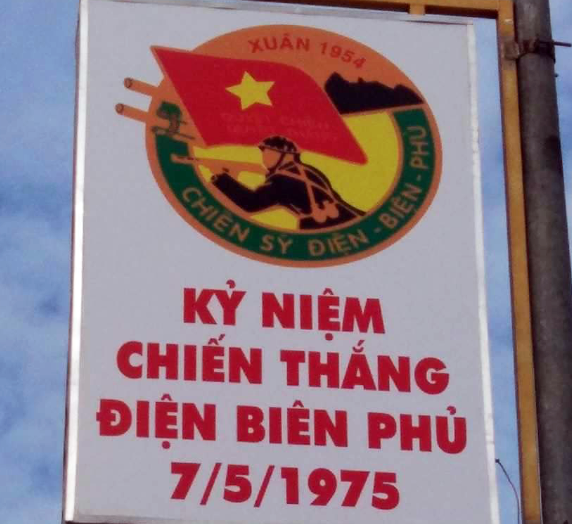 XUÂN 1954
CHIẾN SỸ ĐIỆN-BIÊN-PHỦ
KỶ NIỆM
CHIẾN THẮNG
ĐIỆN BIÊN PHỦ
7/5/1975